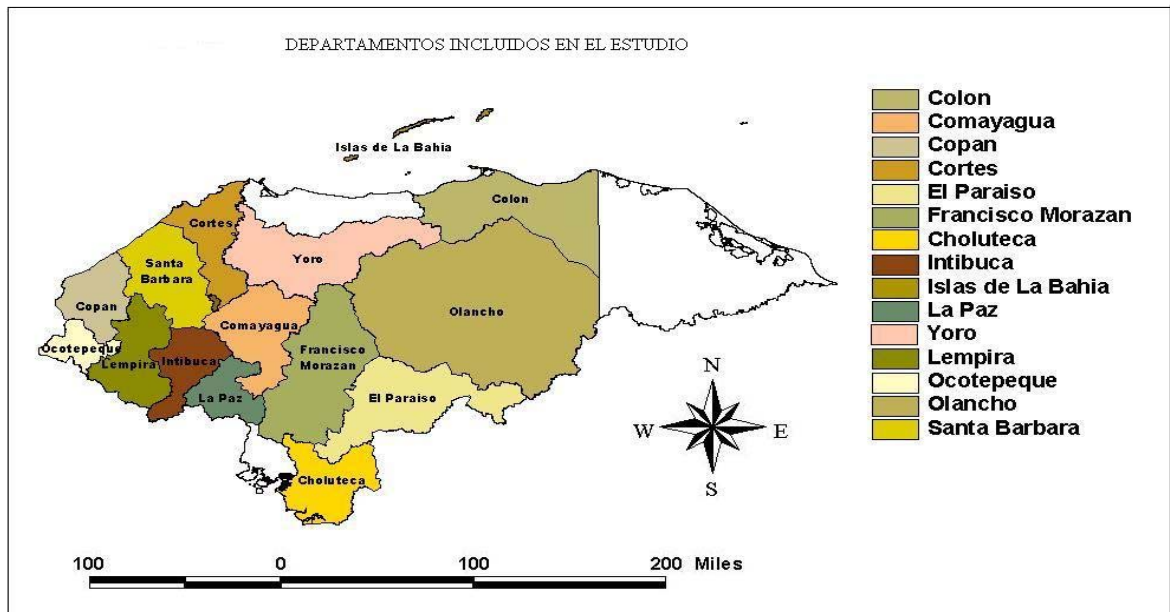 DEPARTAMENTOS INCLUIDOS EN EL ESTUDIO
Islas de La Bahia
Colon
Cortes
Yoro
Santa
Barbara
Copan
Olancho
Comayagua
Ocotepeque
Intibuca
Lempira
Francisco
Morazan
La Paz
El Paraiso
Choluteca
N
W
E
S
Colon
Comayagua
Copan
Cortes
El Paraiso
Francisco Morazan
Choluteca
Intibuca
Islas de La Bahia
La Paz
Yoro
Lempira
Ocotepeque
Olancho
Santa Barbara
100 0 100 200 Miles